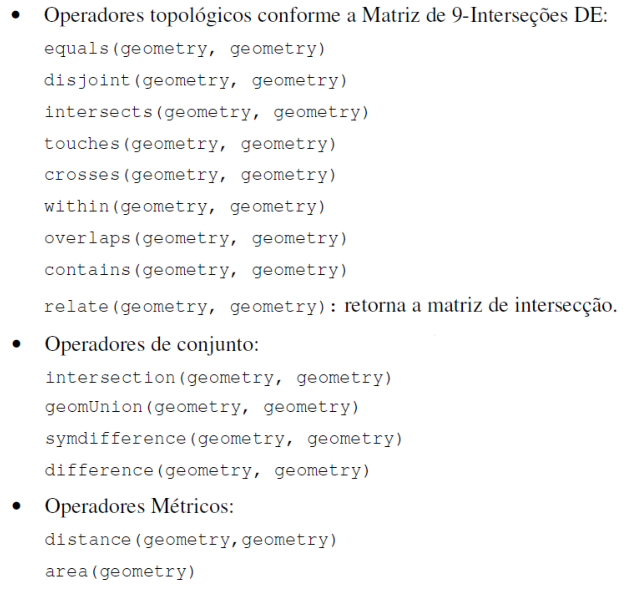 • Operadores topológicos conforme a Matriz de 9-Interseções DE:
equals(geometry, geometry)
disjoint(geometry, geometry)
intersects(geometry, geometry)
touches(geometry, geometry)
crosses(geometry, geometry)
within(geometry, geometry)
overlaps(geometry, geometry)
contains(geometry, geometry)
relate(geometry, geometry): retorna a matriz de intersecção.
• Operadores de conjunto:
intersection(geometry, geometry)
geomUnion(geometry, geometry)
symdifference(geometry, geometry)
difference(geometry, geometry)
• Operadores Métricos:
distance(geometry,geometry)
area(geometry)